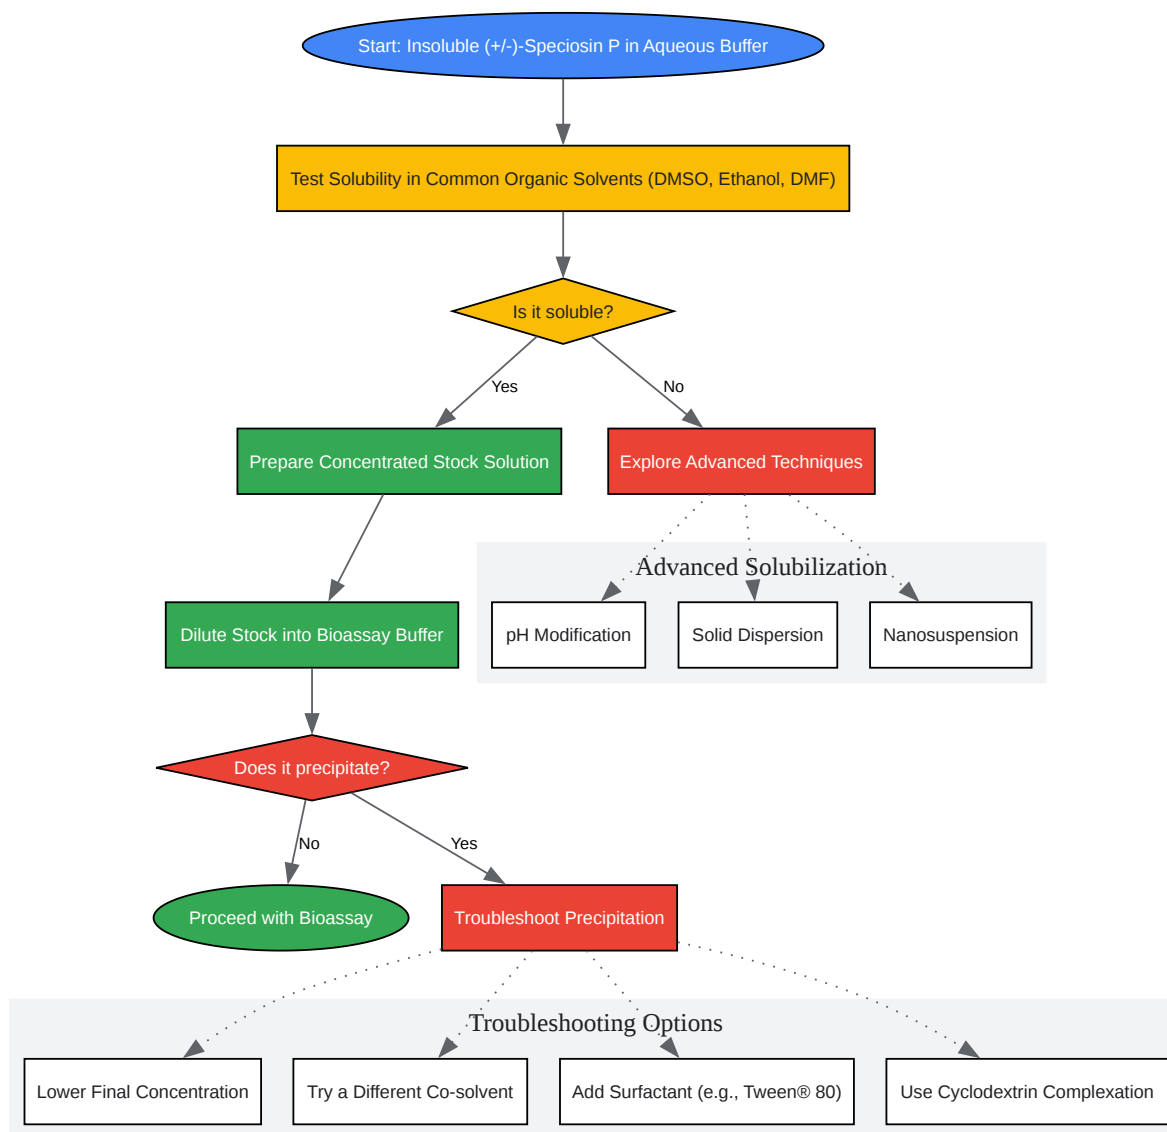 Start: Insoluble (+/-)-Speciosin P in Aqueous Buffer
Test Solubility in Common Organic Solvents (DMSO, Ethanol, DMF)
Is it soluble?
Yes
No
Prepare Concentrated Stock Solution
Explore Advanced Techniques
Advanced Solubilization
Dilute Stock into Bioassay Buffer
pH Modification
Solid Dispersion
Nanosuspension
Does it precipitate?
No
Yes
Proceed with Bioassay
Troubleshoot Precipitation
Troubleshooting Options
Lower Final Concentration
Try a Different Co-solvent
Add Surfactant (e.g., Tween® 80)
Use Cyclodextrin Complexation